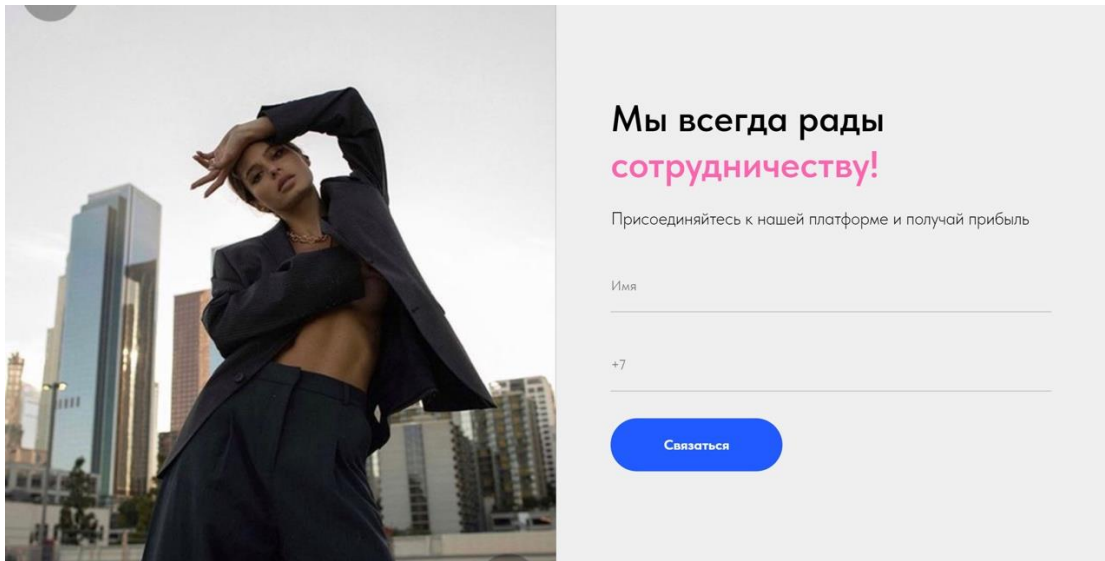 Мы всегда рады
сотрудничеству!
Присоединяйтесь к нашей платформе и получай прибыль
Имя
+7
Связаться